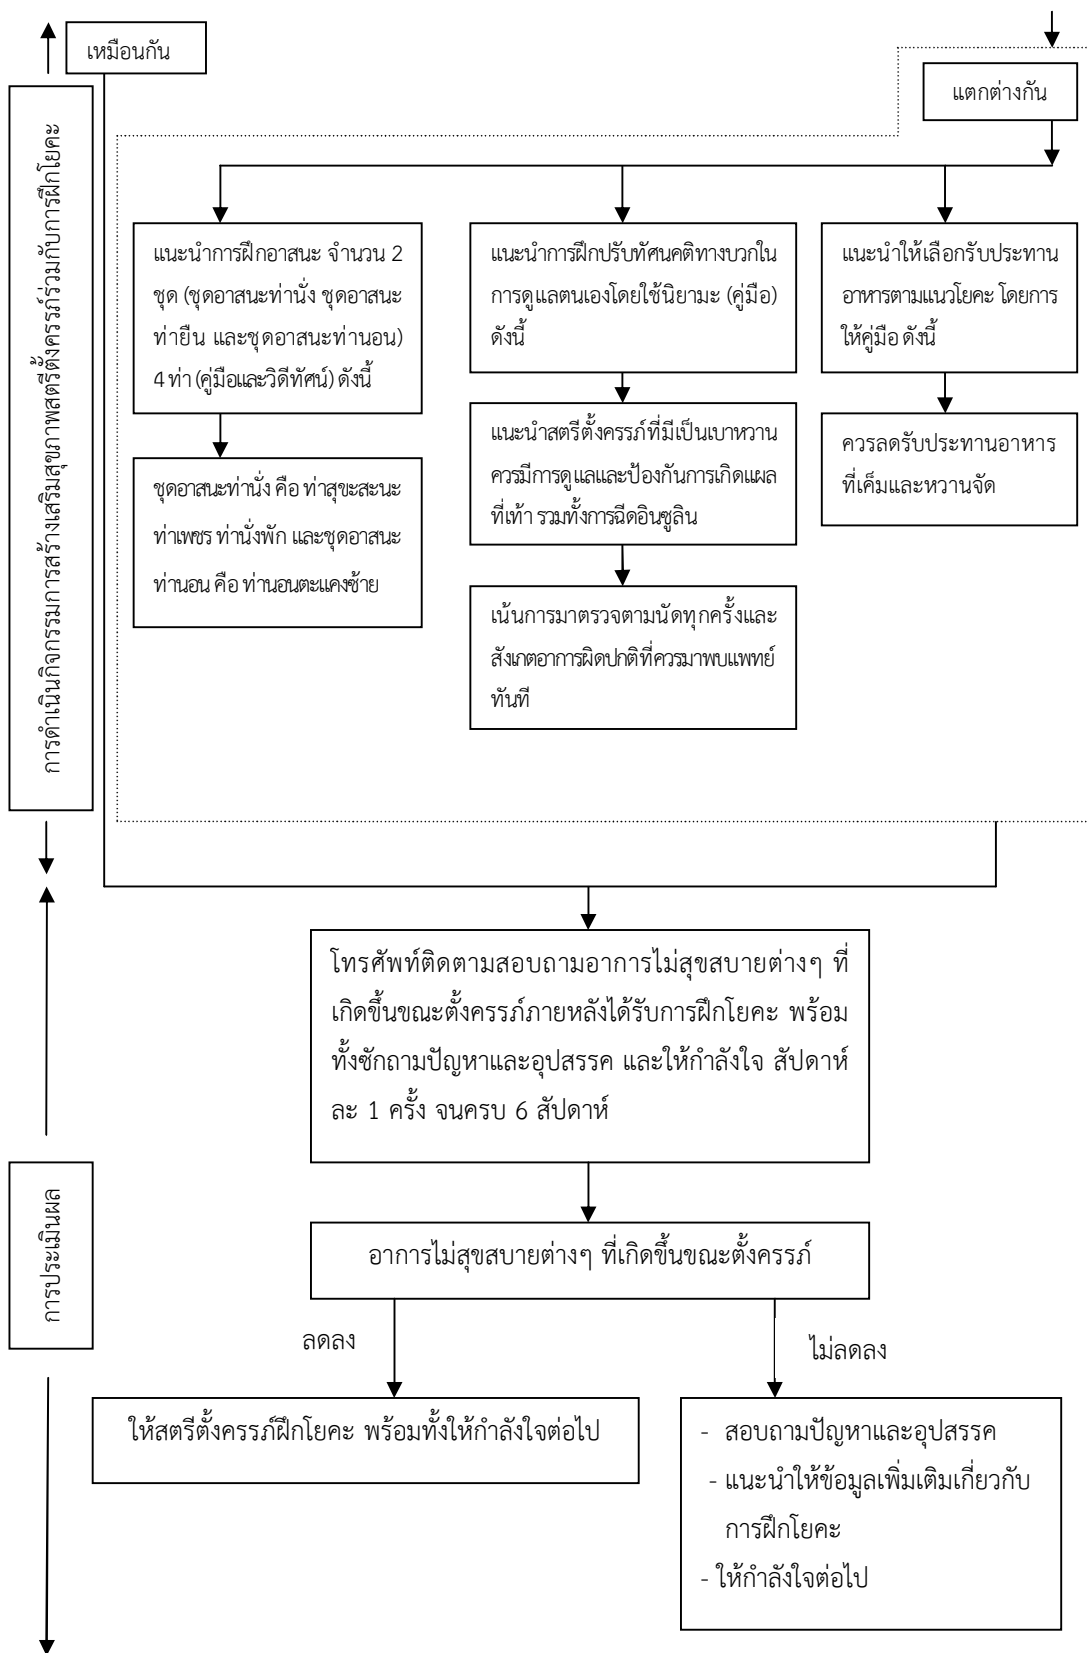 เหมือนกัน
แตกต่างกัน
การดำเนินกิจกรรมการสร้างเสริมสุขภาพสตรีตั้งครรภ์ร่วมกับการฝึกโยคะ
แนะนำการฝึกอาสนะ จำนวน 2
ชุด (ชุดอาสนะท่านั่ง ชุดอาสนะ
ท่ายืน และชุดอาสนะท่านอน)
4 ท่า (คู่มือและวิดีทัศน์) ดังนี้
ชุดอาสนะท่านั่ง คือ ท่าสุขะสะนะ
ท่าเพชร ท่านั่งพัก และชุดอาสนะ
ท่านอน คือ ท่านอนตะแคงซ้าย
แนะนำการฝึกปรับทัศนคติทางบวกใน
การดูแลตนเองโดยใช้นิยามะ (คู่มือ)
ดังนี้
แนะนำสตรีตั้งครรภ์ที่มีเป็นเบาหวาน
ควรมีการดูแลและป้องกันการเกิดแผล
ที่เท้า รวมทั้งการฉีดอินซูลิน
เน้นการมาตรวจตามนัดทุกครั้งและ
สังเกตอาการผิดปกติที่ควรมาพบแพทย์
ทันที
แนะนำให้เลือกรับประทาน
อาหารตามแนวโยคะ โดยการ
ให้คู่มือ ดังนี้
ควรลดรับประทานอาหาร
ที่เค็มและหวานจัด
โทรศัพท์ติดตามสอบถามอาการไม่สุขสบายต่างๆ ที่
เกิดขึ้นขณะตั้งครรภ์ภายหลังได้รับการฝึกโยคะ พร้อม
ทั้งซักถามปัญหาและอุปสรรค และให้กำลังใจ สัปดาห์
ละ 1 ครั้ง จนครบ 6 สัปดาห์
การประเมินผล
อาการไม่สุขสบายต่างๆ ที่เกิดขึ้นขณะตั้งครรภ์
ลดลง
ไม่ลดลง
ให้สตรีตั้งครรภ์ฝึกโยคะ พร้อมทั้งให้กำลังใจต่อไป
- สอบถามปัญหาและอุปสรรค
- แนะนำให้ข้อมูลเพิ่มเติมเกี่ยวกับ
การฝึกโยคะ
- ให้กำลังใจต่อไป